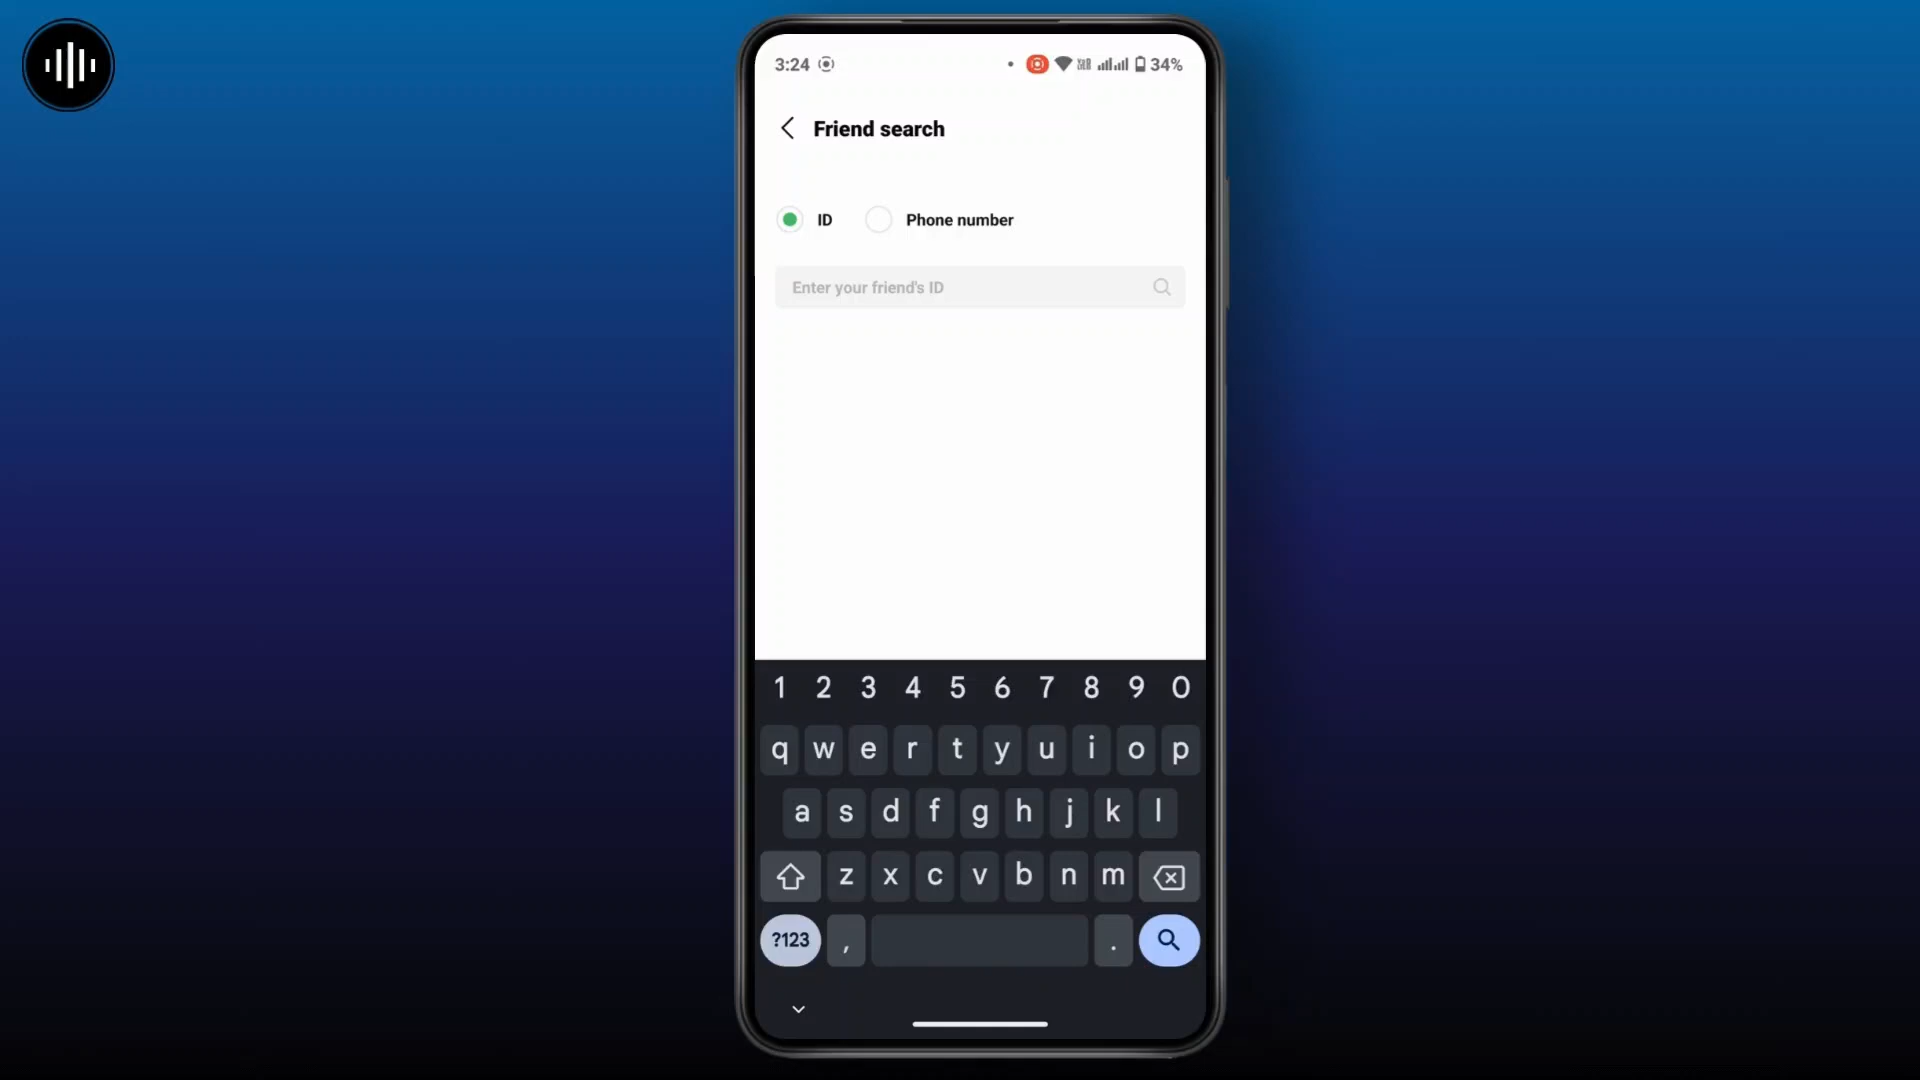 3:24 34%
Friend search
ID Phone number
Enter your friend's ID
1 2 3 4 5 6 7 8 9 0
q w e r t y u i o p
a s d f g h j k l
z x c v b n m
?123 , .